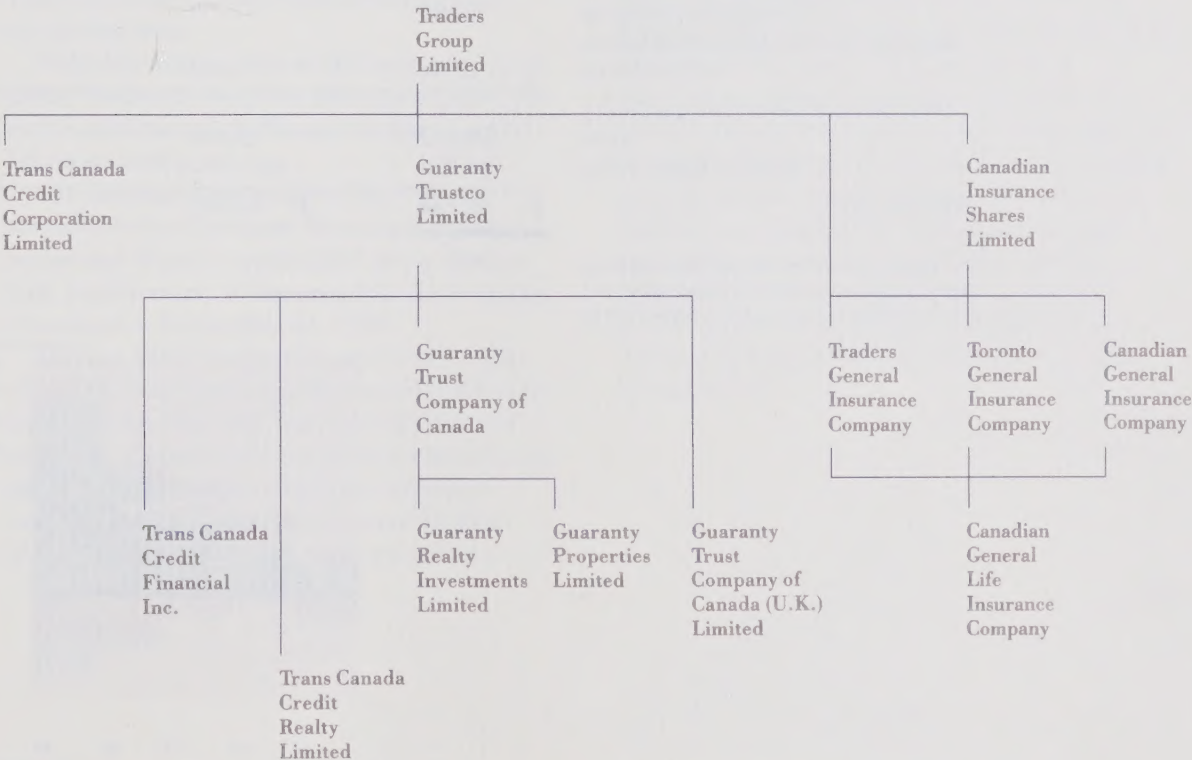 Traders
Group
Limited
Trans Canada
Credit
Corporation
Limited
Guaranty
Trustco
Limited
Canadian
Insurance
Shares
Limited
Guaranty
Trust
Company of
Canada
Traders
General
Insurance
Company
Toronto
General
Insurance
Company
Canadian
General
Insurance
Company
Trans Canada
Credit
Financial
Inc.
Guaranty
Realty
Investments
Limited
Guaranty
Properties
Limited
Guaranty
Trust
Company of
Canada (U.K.)
Limited
Canadian
General
Life
Insurance
Company
Trans Canada
Credit
Realty
Limited